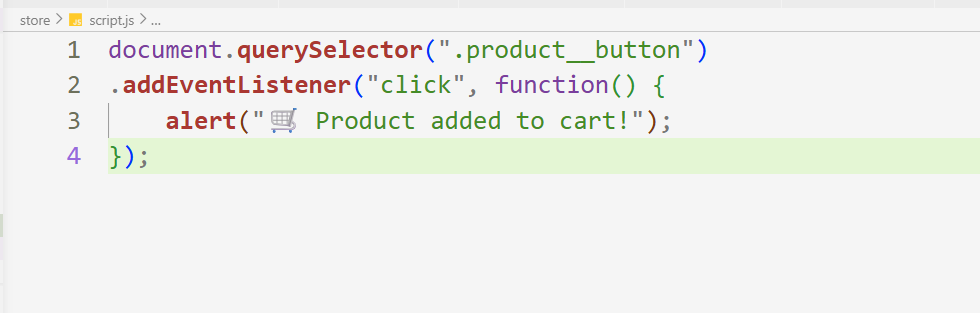 store > script.js > ...
1 document.querySelector(".product__button")
2 .addEventListener("click", function() {
3     alert("🛒 Product added to cart!");
4 });